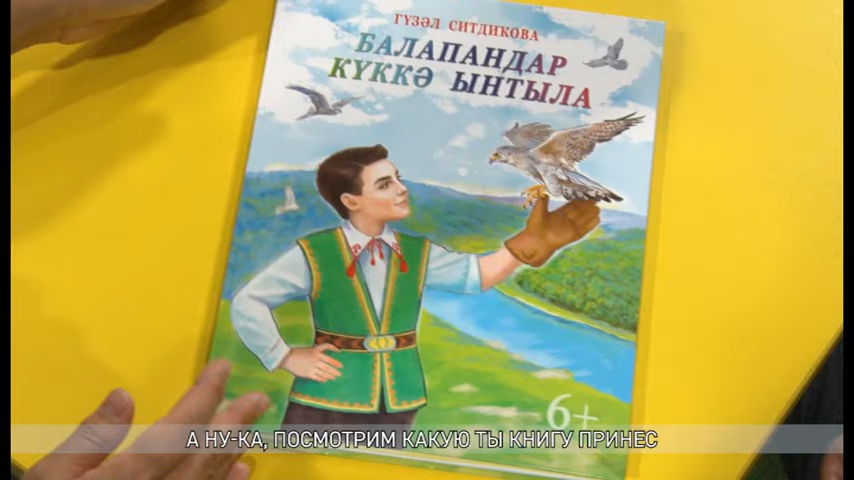 ГҮЗӘЛ СИТДИКОВА
БАЛАПАНДАР
КҮККӘ ЫНТЫЛА
6+
А НУ-КА, ПОСМОТРИМ КАКУЮ ТЫ КНИГУ ПРИНЕС